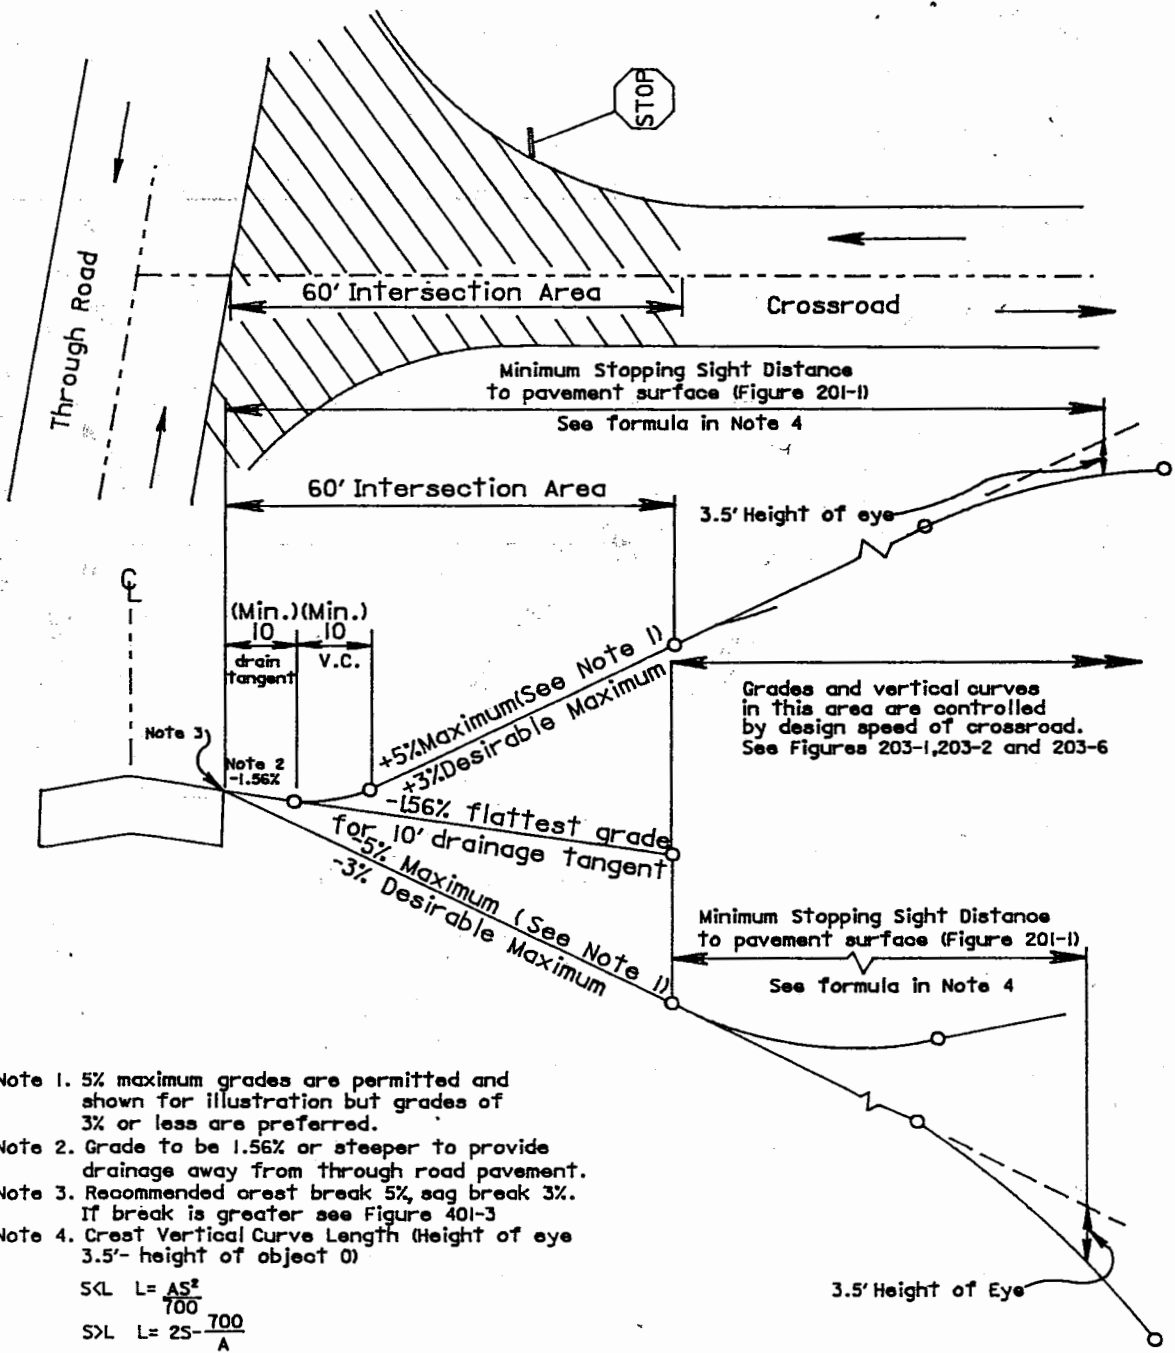 STOP
Through Road
60' Intersection Area
Crossroad
Minimum Stopping Sight Distance
to pavement surface (Figure 201-1)
See formula in Note 4
60' Intersection Area
3.5' Height of eye
℄
(Min.) (Min.)
10 10
drain V.C.
tangent
Note 3
Note 2
-1.56%
+5% Maximum (See Note 1)
+3% Desirable Maximum
-1.56% flattest grade
for 10' drainage tangent
-5% Maximum (See Note 1)
-3% Desirable Maximum
Grades and vertical curves
in this area are controlled
by design speed of crossroad.
See Figures 203-1,203-2 and 203-6
Minimum Stopping Sight Distance
to pavement surface (Figure 201-1)
See formula in Note 4
3.5' Height of Eye
Note 1. 5% maximum grades are permitted and
shown for illustration but grades of
3% or less are preferred.
Note 2. Grade to be 1.56% or steeper to provide
drainage away from through road pavement.
Note 3. Recommended crest break 5%, sag break 3%.
If break is greater see Figure 401-3
Note 4. Crest Vertical Curve Length (Height of eye
3.5'- height of object 0)
S<L L= AS²/700
S>L L= 2S-700/A